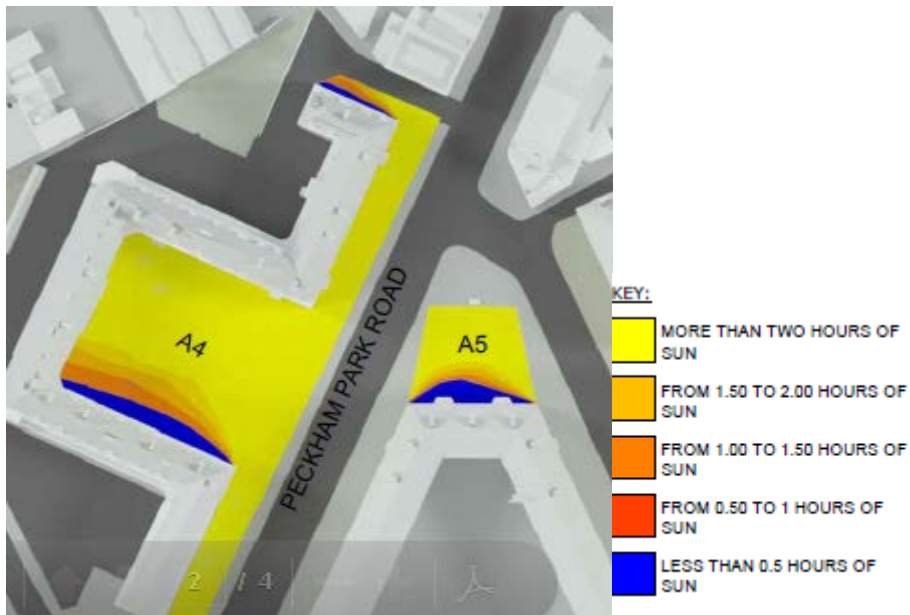 A4
A5
PECKHAM PARK ROAD
2 / 4
KEY:
MORE THAN TWO HOURS OF
SUN
FROM 1.50 TO 2.00 HOURS OF
SUN
FROM 1.00 TO 1.50 HOURS OF
SUN
FROM 0.50 TO 1 HOURS OF
SUN
LESS THAN 0.5 HOURS OF
SUN